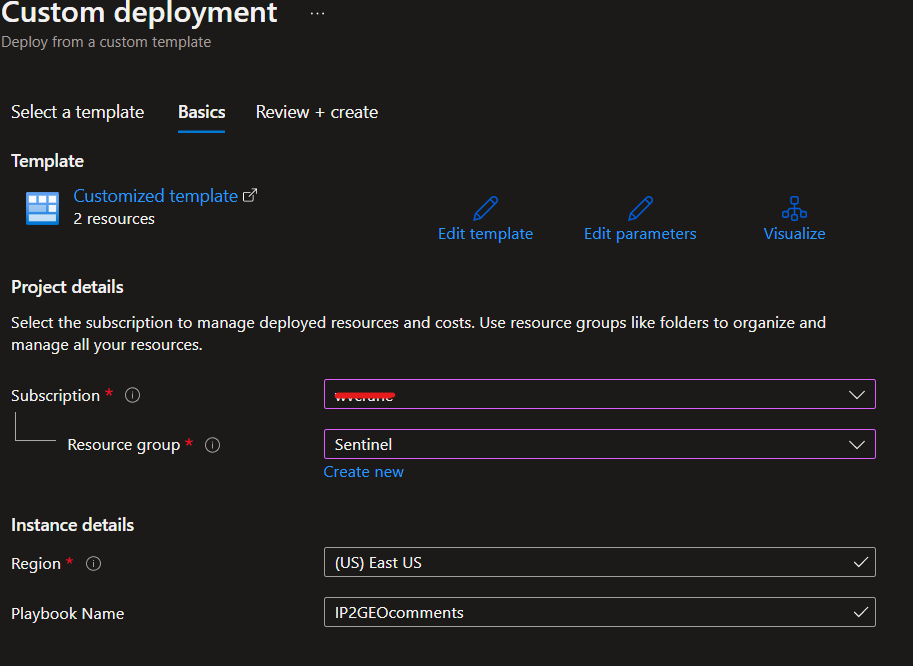 Custom deployment ...
Deploy from a custom template
Select a template Basics Review + create
Template
Customized template
2 resources
Edit template Edit parameters Visualize
Project details
Select the subscription to manage deployed resources and costs. Use resource groups like folders to organize and
manage all your resources.
Subscription *
Resource group * Sentinel
Create new
Instance details
Region * (US) East US
Playbook Name IP2GEOcomments